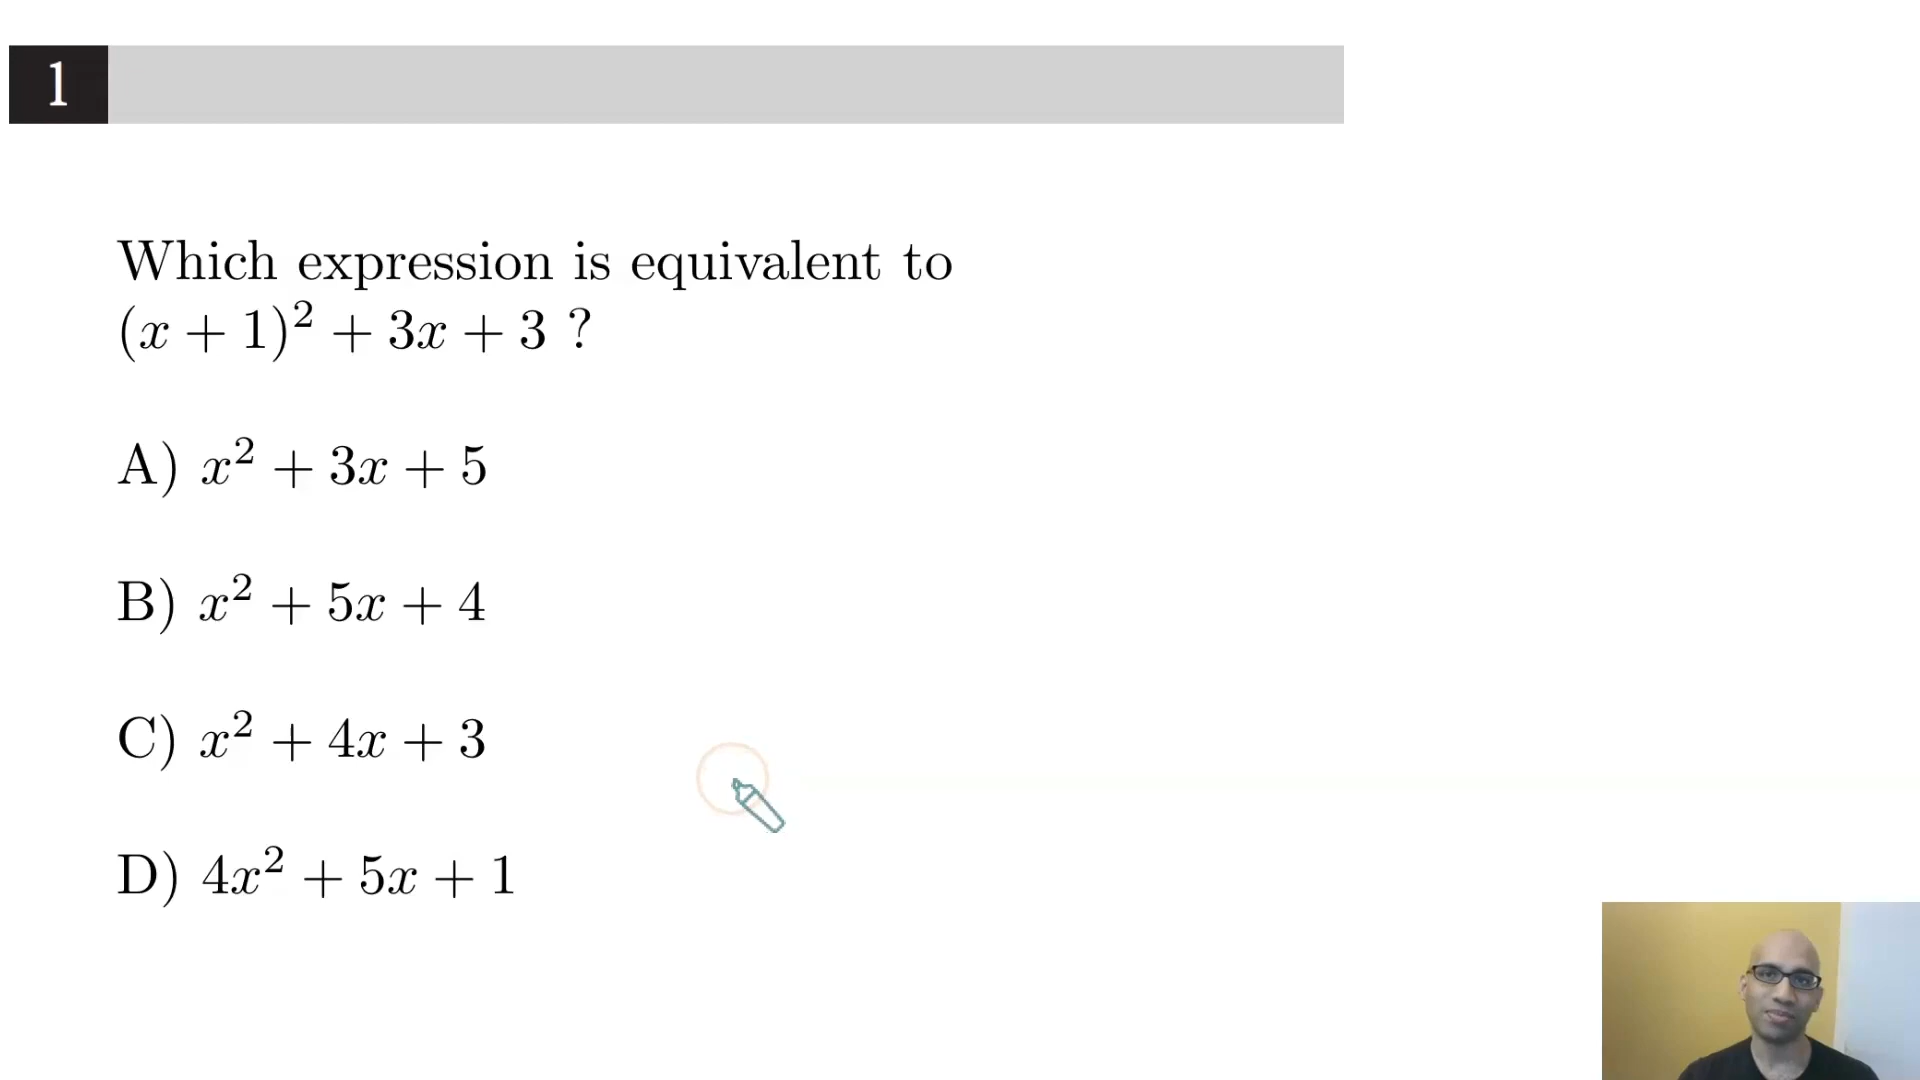 1
Which expression is equivalent to
(x + 1)² + 3x + 3 ?
A) x² + 3x + 5
B) x² + 5x + 4
C) x² + 4x + 3
D) 4x² + 5x + 1